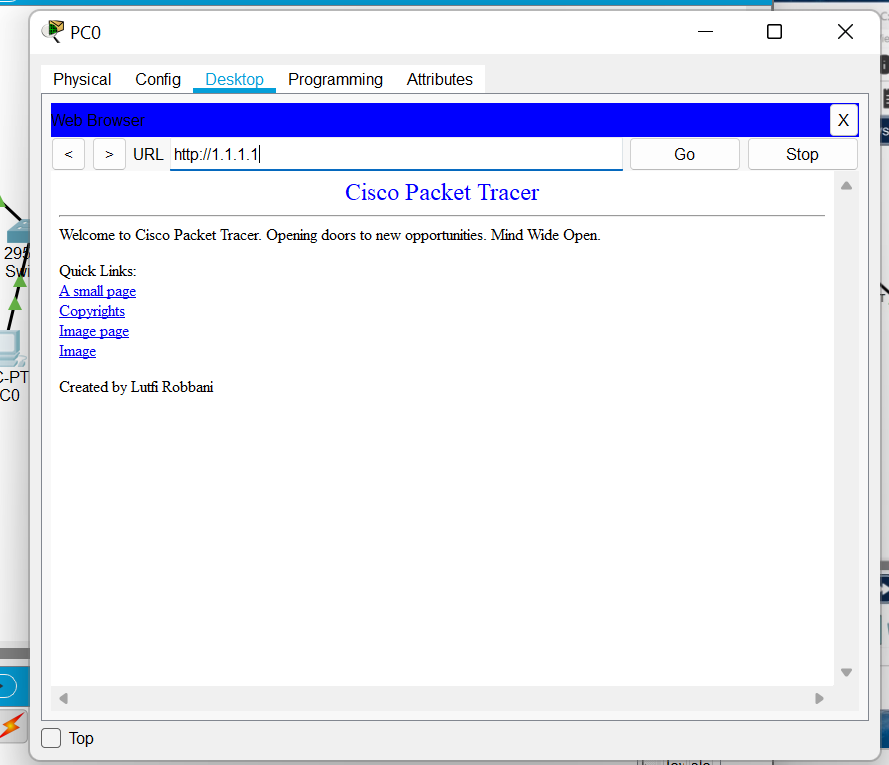 PC0
Physical Config Desktop Programming Attributes
Web Browser X
< > URL http://1.1.1.1 Go Stop
Cisco Packet Tracer
Welcome to Cisco Packet Tracer. Opening doors to new opportunities. Mind Wide Open.
Quick Links:
A small page
Copyrights
Image page
Image
Created by Lutfi Robbani
Top
295
Swi
C-PT
C0